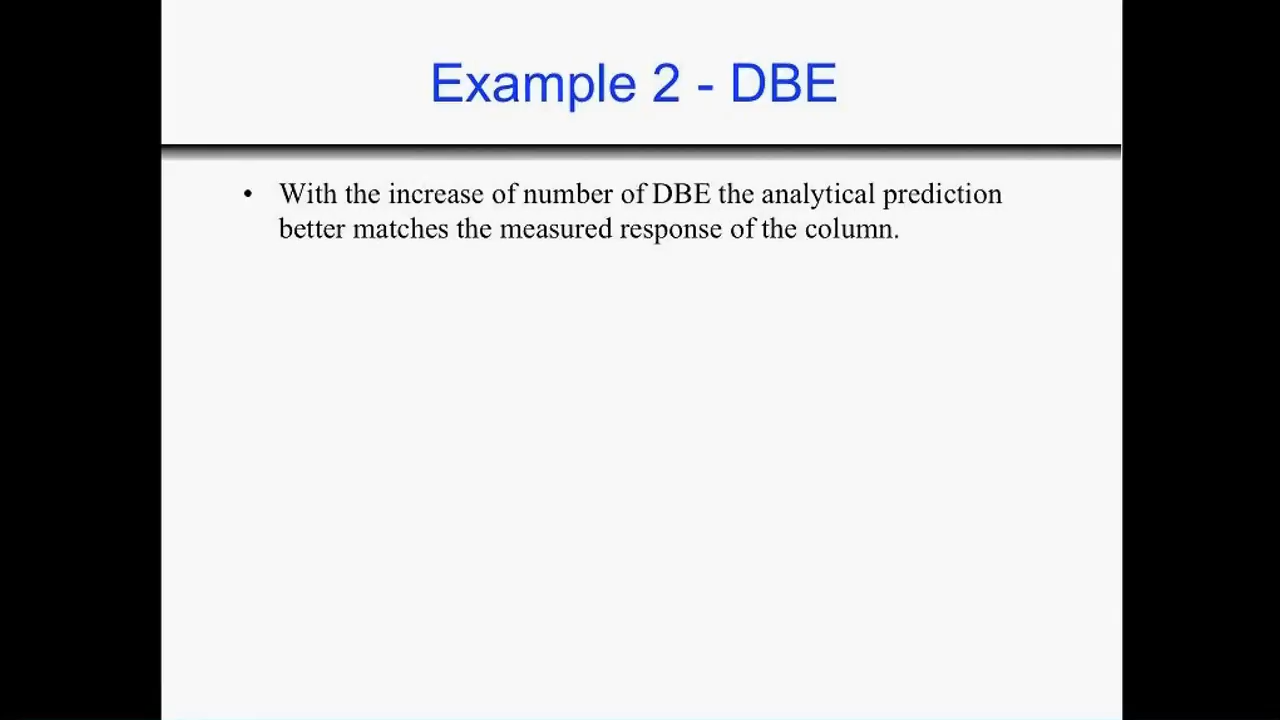 Example 2 - DBE
• With the increase of number of DBE the analytical prediction
better matches the measured response of the column.